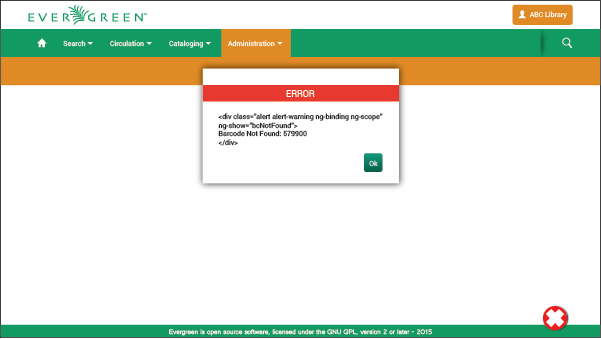 EVERGREEN™
ABC Library
Search Circulation Cataloging Administration
ERROR
<div class="alert alert-warning ng-binding ng-scope"
ng-show="bcNotFound">
Barcode Not Found: 579900
</div>
Ok
Evergreen is open source software, licensed under the GNU GPL, version 2 or later - 2015